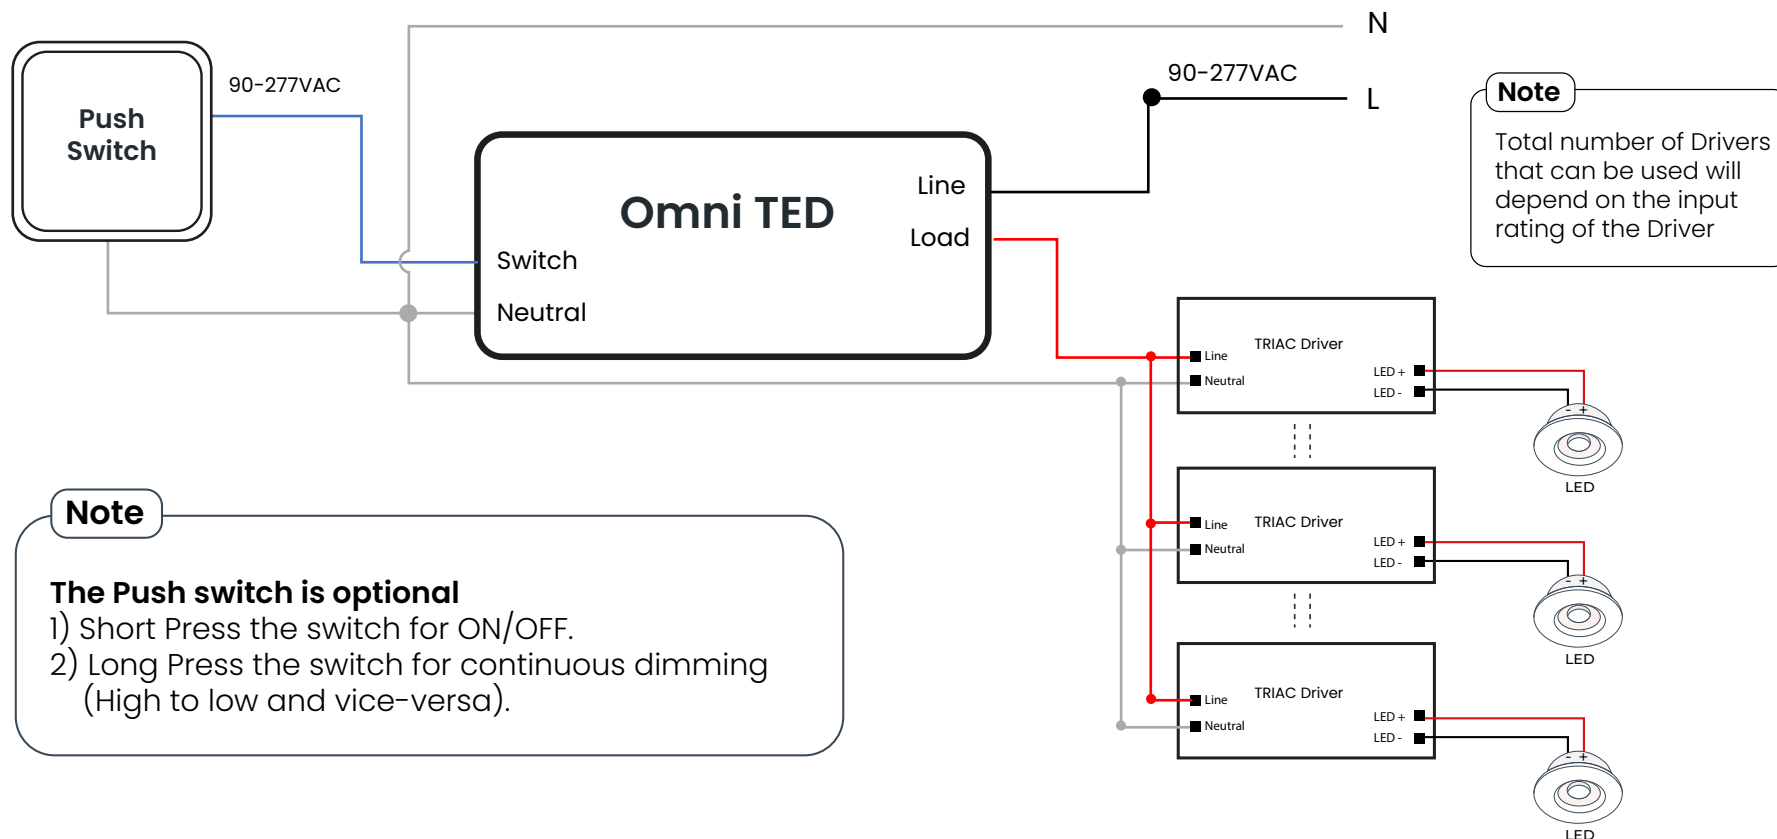 N
90-277VAC
90-277VAC
L
Push
Switch
Note
Total number of Drivers
that can be used will
depend on the input
rating of the Driver
Omni TED
Line
Load
Switch
Neutral
TRIAC Driver
Line
Neutral
LED +
LED -
- +
LED
TRIAC Driver
Line
Neutral
LED +
LED -
- +
LED
TRIAC Driver
Line
Neutral
LED +
LED -
- +
LED
Note
The Push switch is optional
1) Short Press the switch for ON/OFF.
2) Long Press the switch for continuous dimming
(High to low and vice-versa).